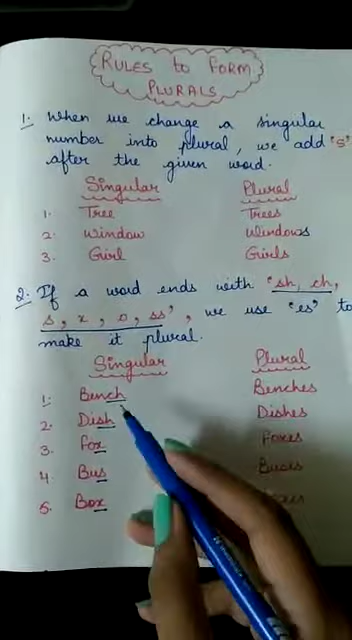 RULES to FORM
PLURALS
1. When we change a singular
number into plural, we add 's'
after the given word.
Singular Plural
1. Tree Trees
2. Window Windows
3. Girl Girls
2. If a word ends with 'sh, ch,
s, x, o, ss', we use 'es' to
make it plural.
Singular Plural
1. Bench Benches
2. Dish Dishes
3. Fox Foxes
4. Bus Buses
5. Box